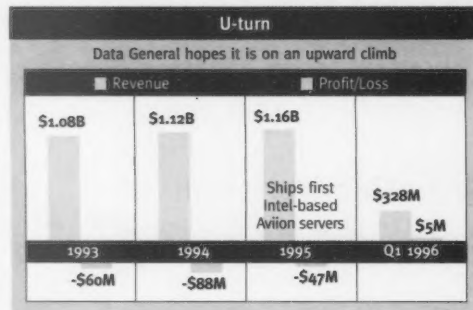 U-turn
Data General hopes it is on an upward climb
Revenue Profit/Loss
$1.08B $1.12B $1.16B
Ships first
Intel-based
Aviion servers
$328M
$5M
1993 1994 1995 Q1 1996
-$60M -$88M -$47M